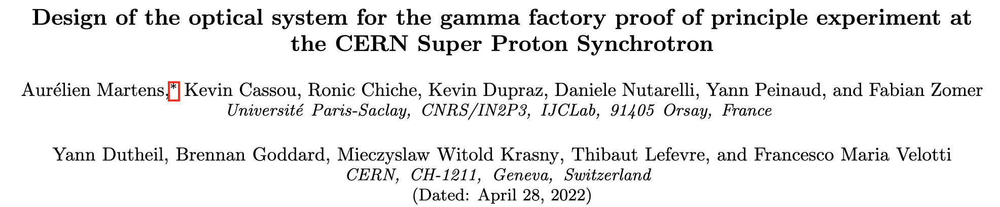 Design of the optical system for the gamma factory proof of principle experiment at
the CERN Super Proton Synchrotron
Aurélien Martens,* Kevin Cassou, Ronic Chiche, Kevin Dupraz, Daniele Nutarelli, Yann Peinaud, and Fabian Zomer
Université Paris-Saclay, CNRS/IN2P3, IJCLab, 91405 Orsay, France
Yann Dutheil, Brennan Goddard, Mieczyslaw Witold Krasny, Thibaut Lefevre, and Francesco Maria Velotti
CERN, CH-1211, Geneva, Switzerland
(Dated: April 28, 2022)